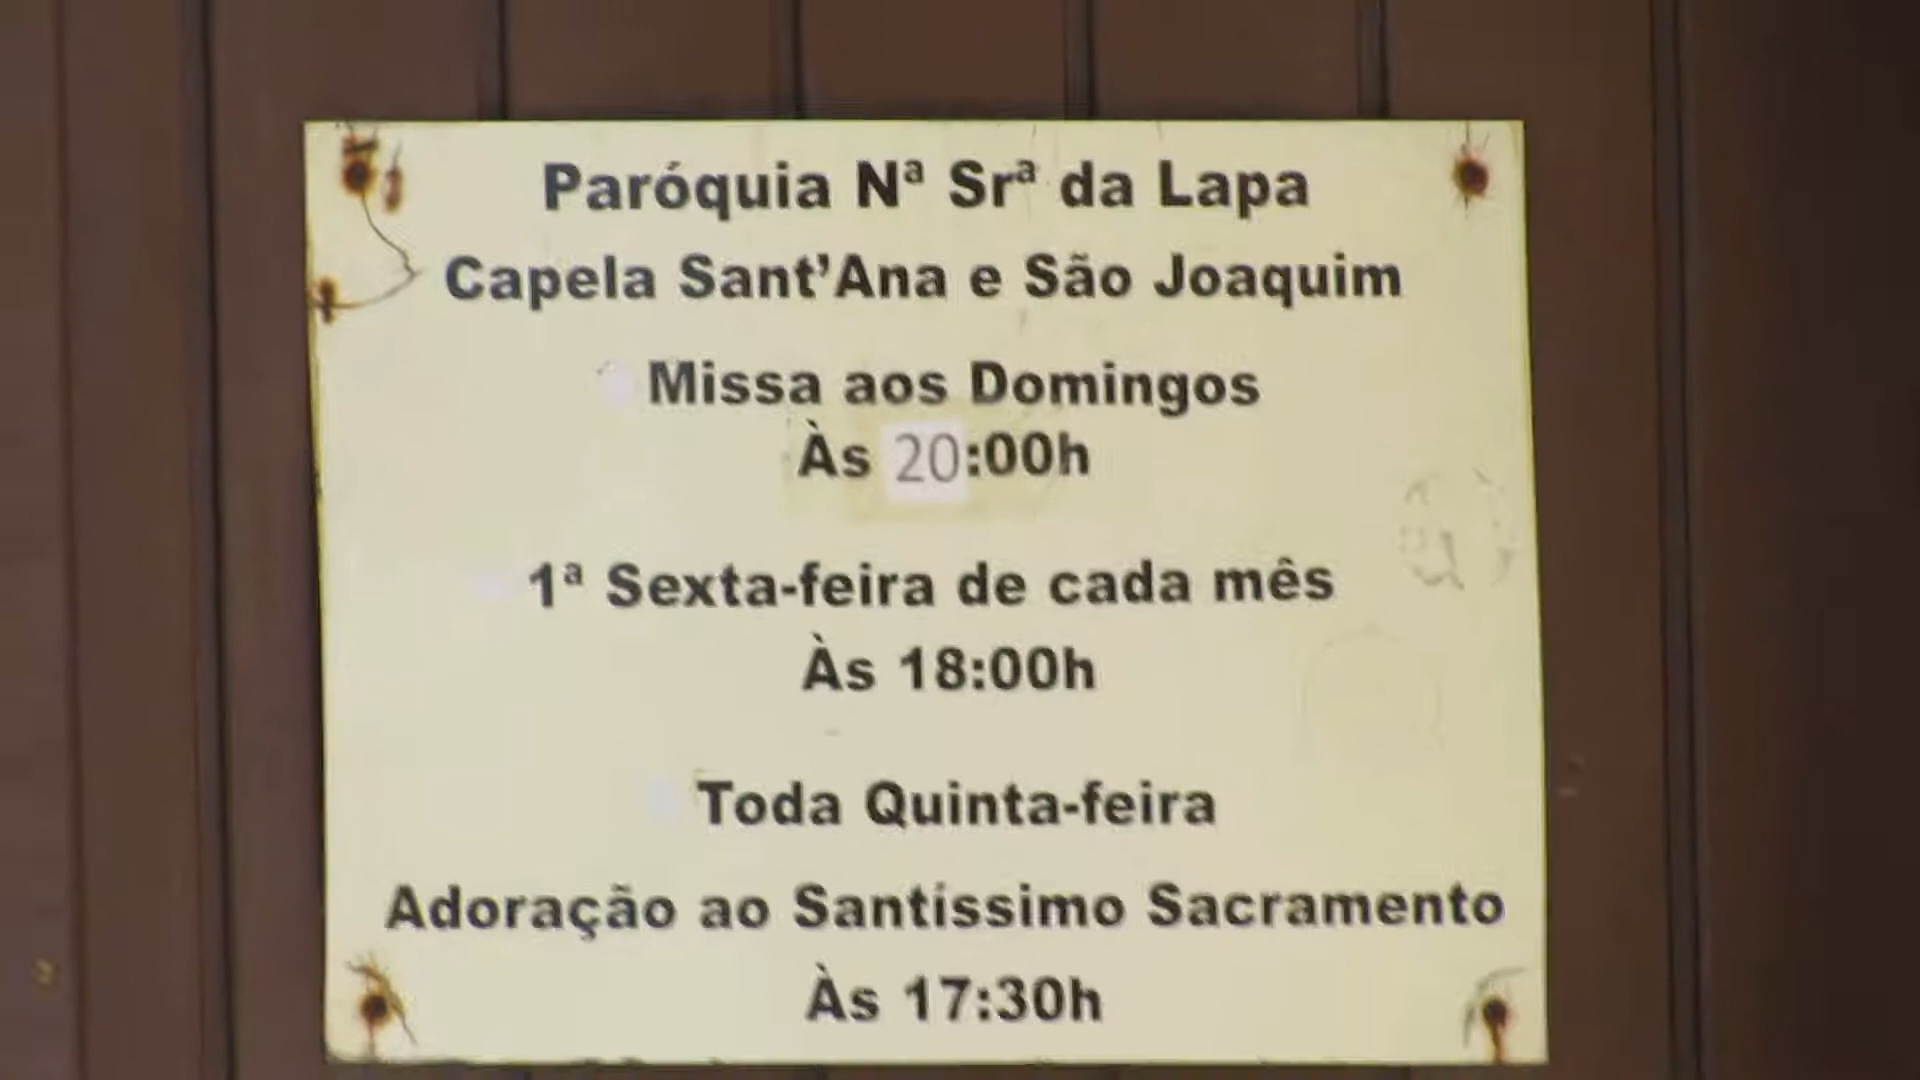 Paróquia Nª Srª da Lapa
Capela Sant’Ana e São Joaquim
Missa aos Domingos
Às 20:00h
1ª Sexta-feira de cada mês
Às 18:00h
Toda Quinta-feira
Adoração ao Santíssimo Sacramento
Às 17:30h